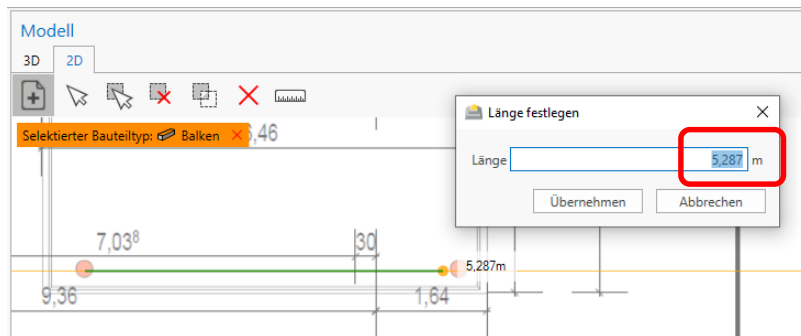 Modell
3D 2D
Länge festlegen
Selektierter Bauteiltyp: Balken
,46
Länge 5,287 m
Übernehmen Abbrechen
7,03⁸ 30
5,287m
9,36 1,64